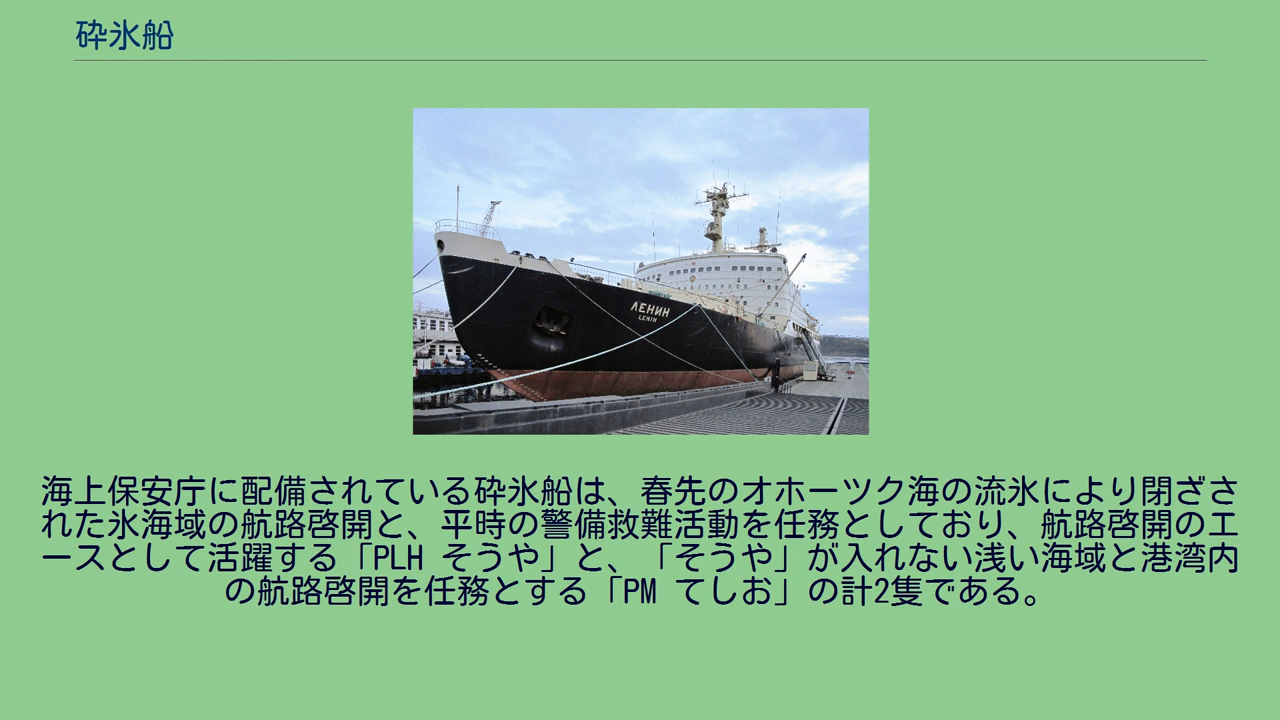 砕氷船
ЛЕНИН
LENIN
海上保安庁に配備されている砕氷船は、春先のオホーツク海の流氷により閉ざさ
れた氷海域の航路啓開と、平時の警備救難活動を任務としており、航路啓開のエ
ースとして活躍する「PLH そうや」と、「そうや」が入れない浅い海域と港湾内
の航路啓開を任務とする「PM てしお」の計2隻である。